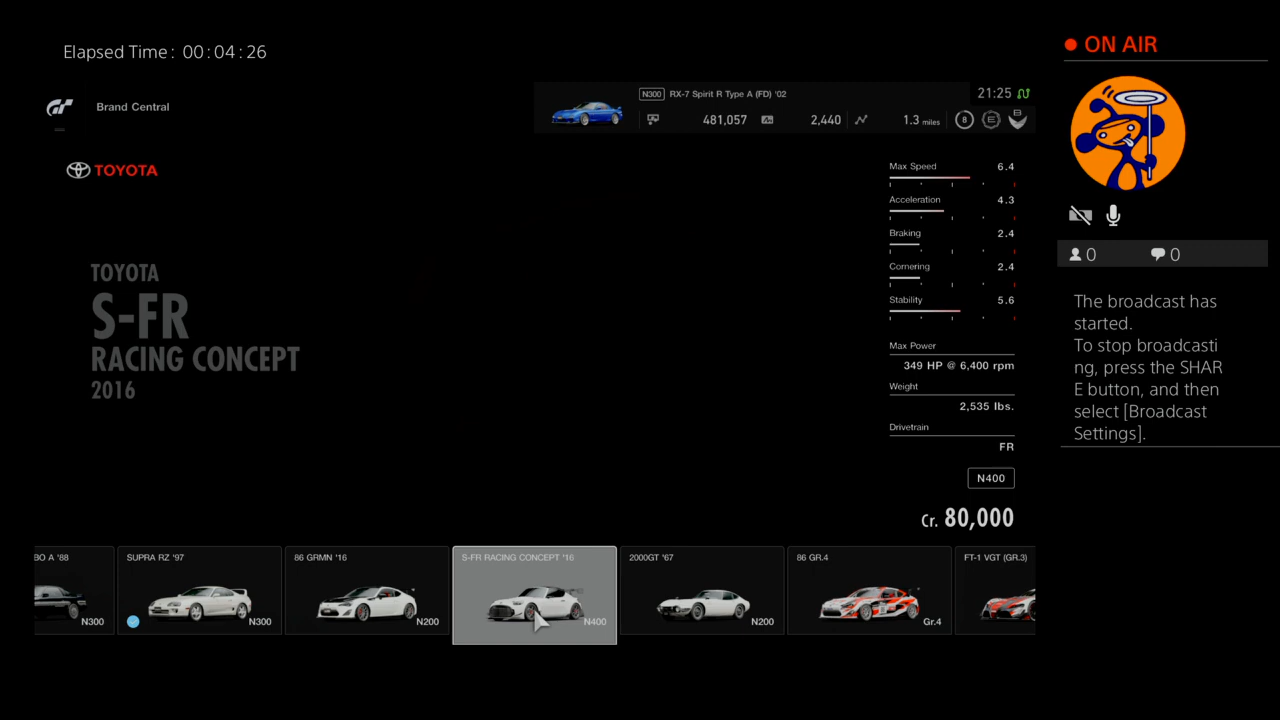 Elapsed Time: 00:04:26
Brand Central
N300 RX-7 Spirit R Type A (FD) '02
21:25
481,057 2,440 1.3 miles 8 E B
TOYOTA
TOYOTA
S-FR
RACING CONCEPT
2016
Max Speed 6.4
Acceleration 4.3
Braking 2.4
Cornering 2.4
Stability 5.6
Max Power
349 HP @ 6,400 rpm
Weight
2,535 lbs.
Drivetrain
FR
N400
Cr. 80,000
BO A '88
N300
SUPRA RZ '97
N300
86 GRMN '16
N200
S-FR RACING CONCEPT '16
N400
2000GT '67
N200
86 GR.4
Gr.4
FT-1 VGT (GR.3)
ON AIR
0 0
The broadcast has
started.
To stop broadcasti
ng, press the SHAR
E button, and then
select [Broadcast
Settings].